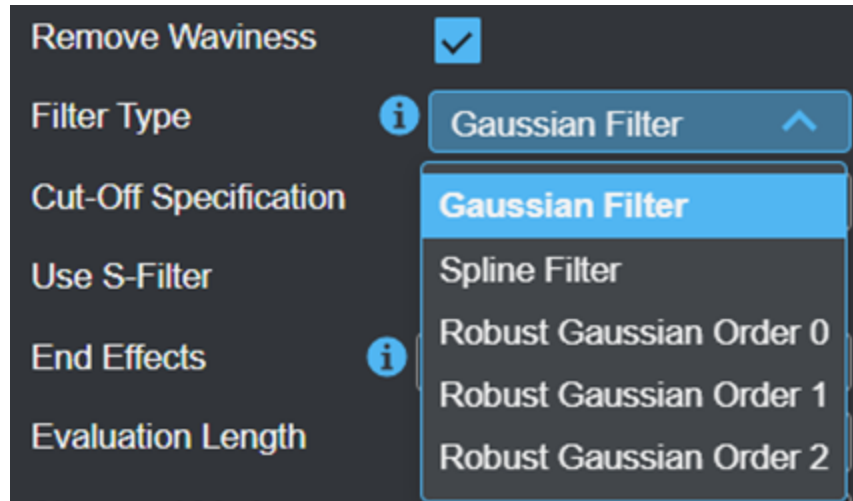 Remove Waviness
Filter Type i Gaussian Filter
Cut-Off Specification
Gaussian Filter
Use S-Filter
Spline Filter
Robust Gaussian Order 0
End Effects i
Robust Gaussian Order 1
Evaluation Length
Robust Gaussian Order 2